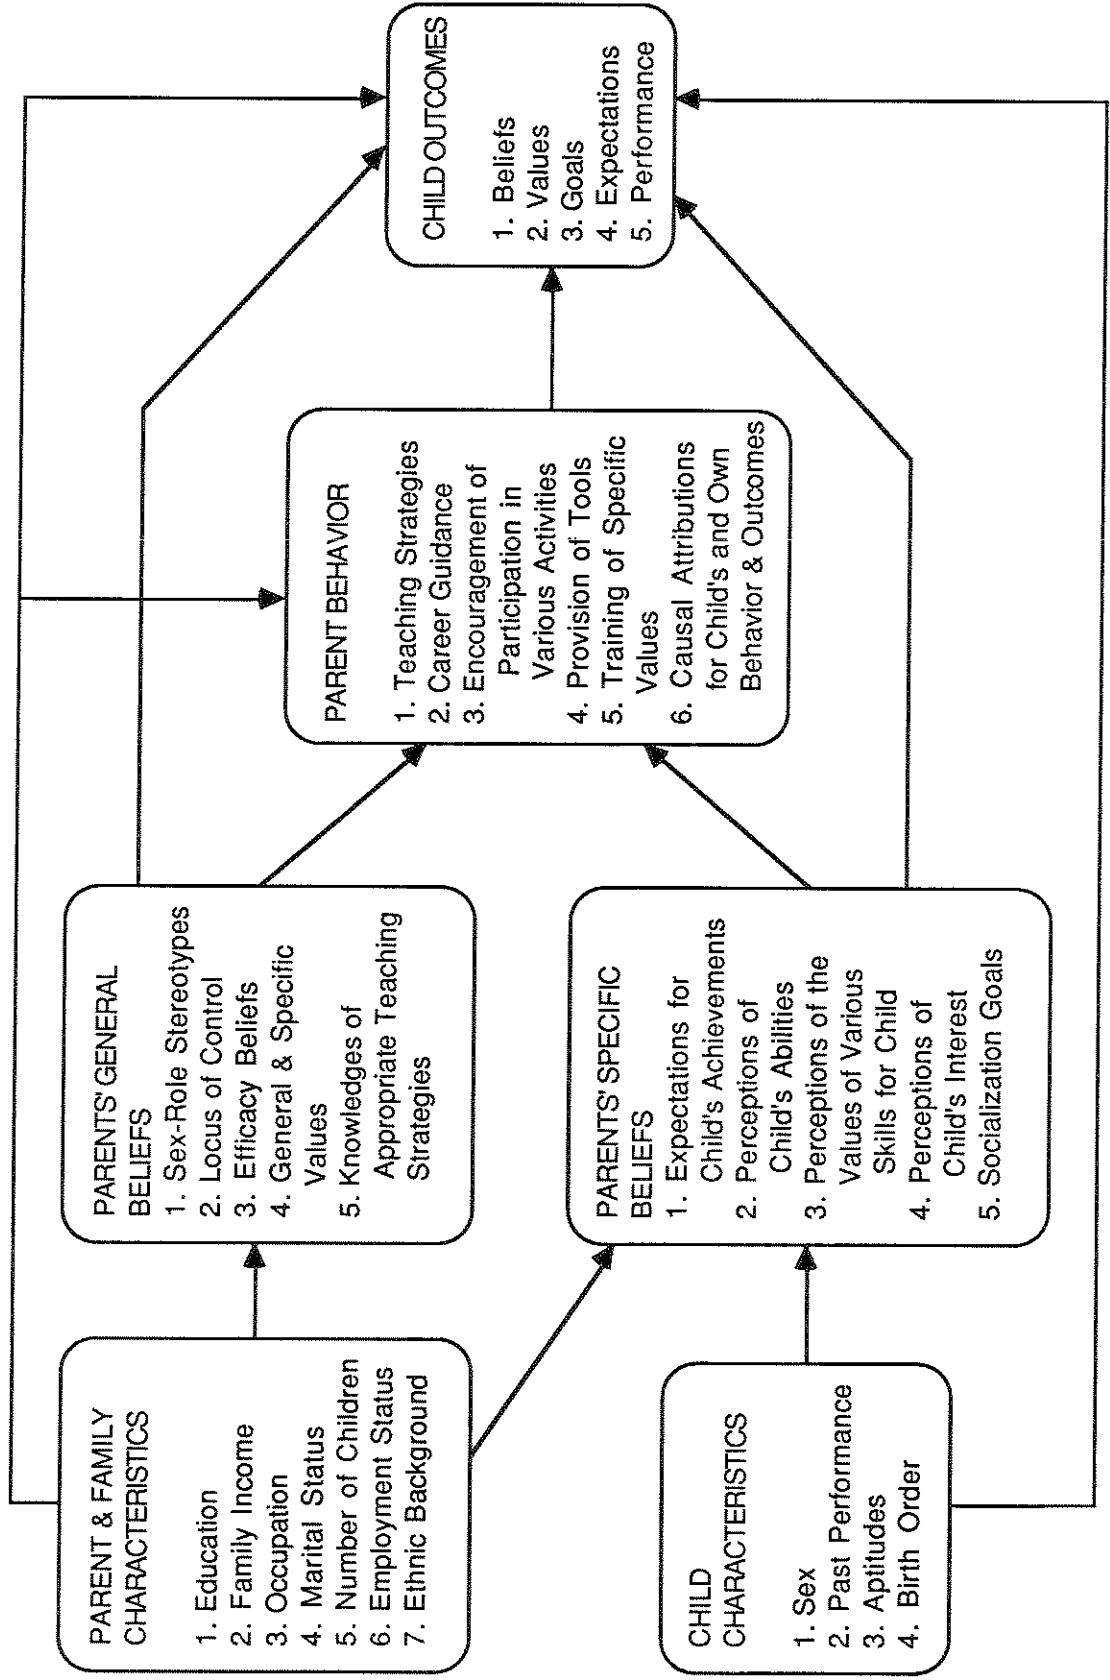 PARENT & FAMILY
CHARACTERISTICS
1. Education
2. Family Income
3. Occupation
4. Marital Status
5. Number of Children
6. Employment Status
7. Ethnic Background
CHILD
CHARACTERISTICS
1. Sex
2. Past Performance
3. Aptitudes
4. Birth Order
PARENTS' GENERAL
BELIEFS
1. Sex-Role Stereotypes
2. Locus of Control
3. Efficacy Beliefs
4. General & Specific
Values
5. Knowledges of
Appropriate Teaching
Strategies
PARENTS' SPECIFIC
BELIEFS
1. Expectations for
Child's Achievements
2. Perceptions of
Child's Abilities
3. Perceptions of the
Values of Various
Skills for Child
4. Perceptions of
Child's Interest
5. Socialization Goals
PARENT BEHAVIOR
1. Teaching Strategies
2. Career Guidance
3. Encouragement of
Participation in
Various Activities
4. Provision of Tools
5. Training of Specific
Values
6. Causal Attributions
for Child's and Own
Behavior & Outcomes
CHILD OUTCOMES
1. Beliefs
2. Values
3. Goals
4. Expectations
5. Performance